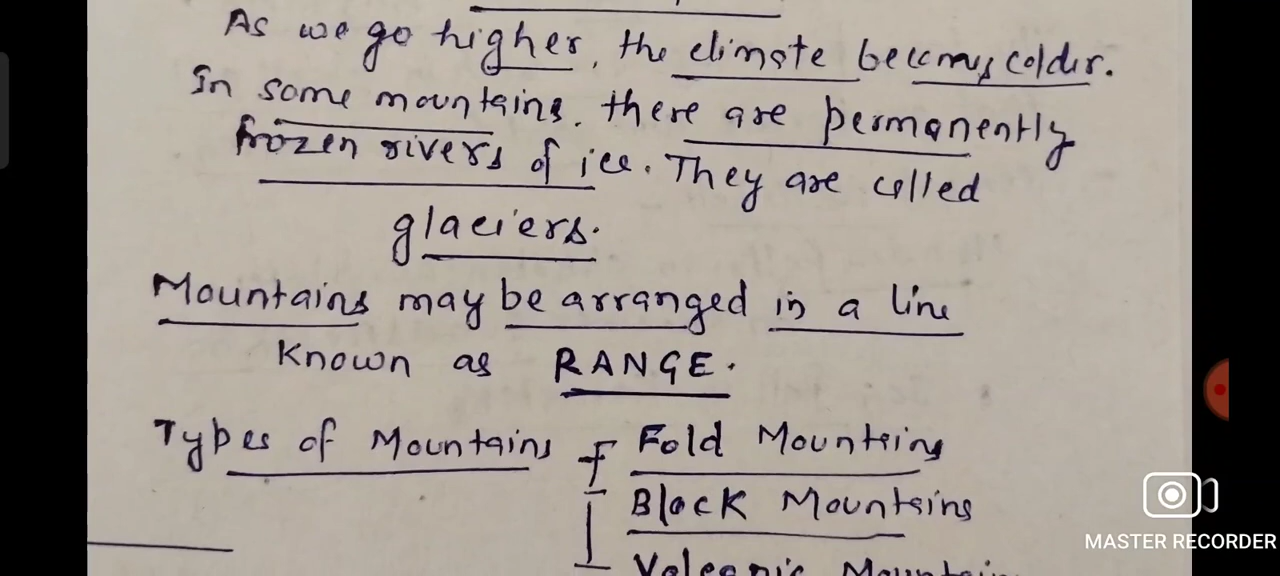 As we go higher, the climate becomes colder.
In some mountains, there are permanently
frozen rivers of ice. They are called
glaciers.
Mountains may be arranged in a line
known as RANGE.
Types of Mountains Fold Mountains
Block Mountains
Volcanic Mountain
MASTER RECORDER